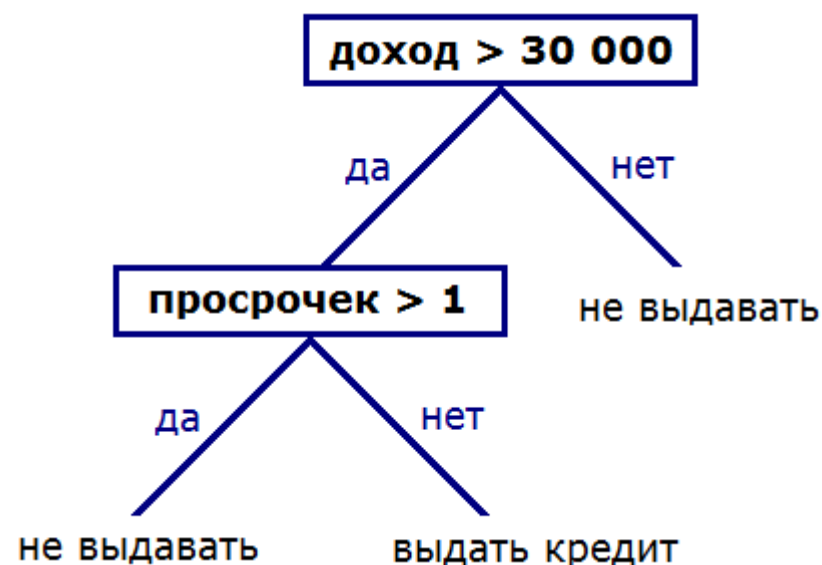 доход > 30 000
да
нет
просрочек > 1
не выдавать
да
нет
не выдавать
выдать кредит